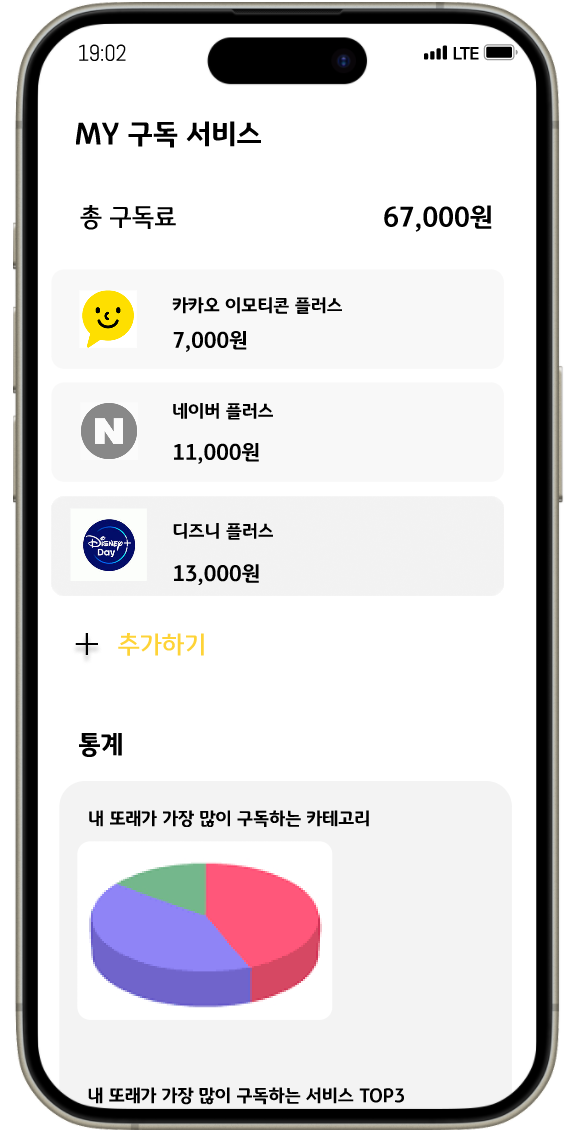 19:02
LTE
MY 구독 서비스
총 구독료
67,000원
카카오 이모티콘 플러스
7,000원
N
네이버 플러스
11,000원
Disney+
Day
디즈니 플러스
13,000원
+ 추가하기
통계
내 또래가 가장 많이 구독하는 카테고리
내 또래가 가장 많이 구독하는 서비스 TOP3